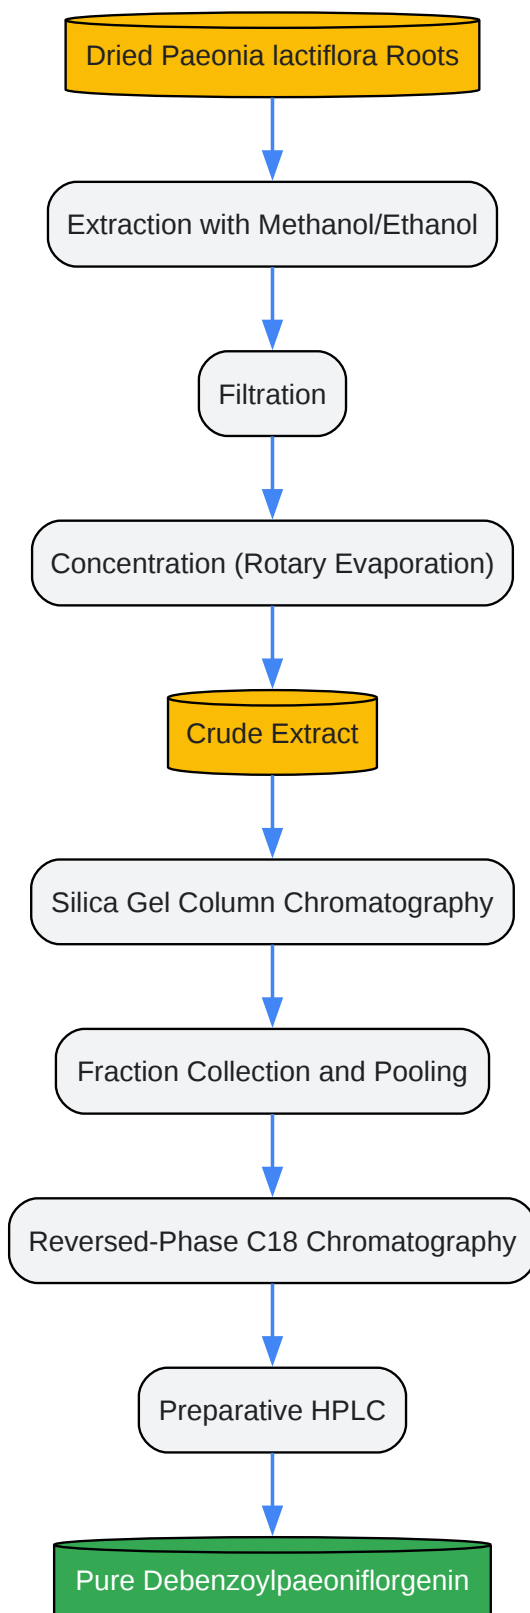 Dried Paeonia lactiflora Roots
Extraction with Methanol/Ethanol
Filtration
Concentration (Rotary Evaporation)
Crude Extract
Silica Gel Column Chromatography
Fraction Collection and Pooling
Reversed-Phase C18 Chromatography
Preparative HPLC
Pure Debenzoylpaeoniflorgenin